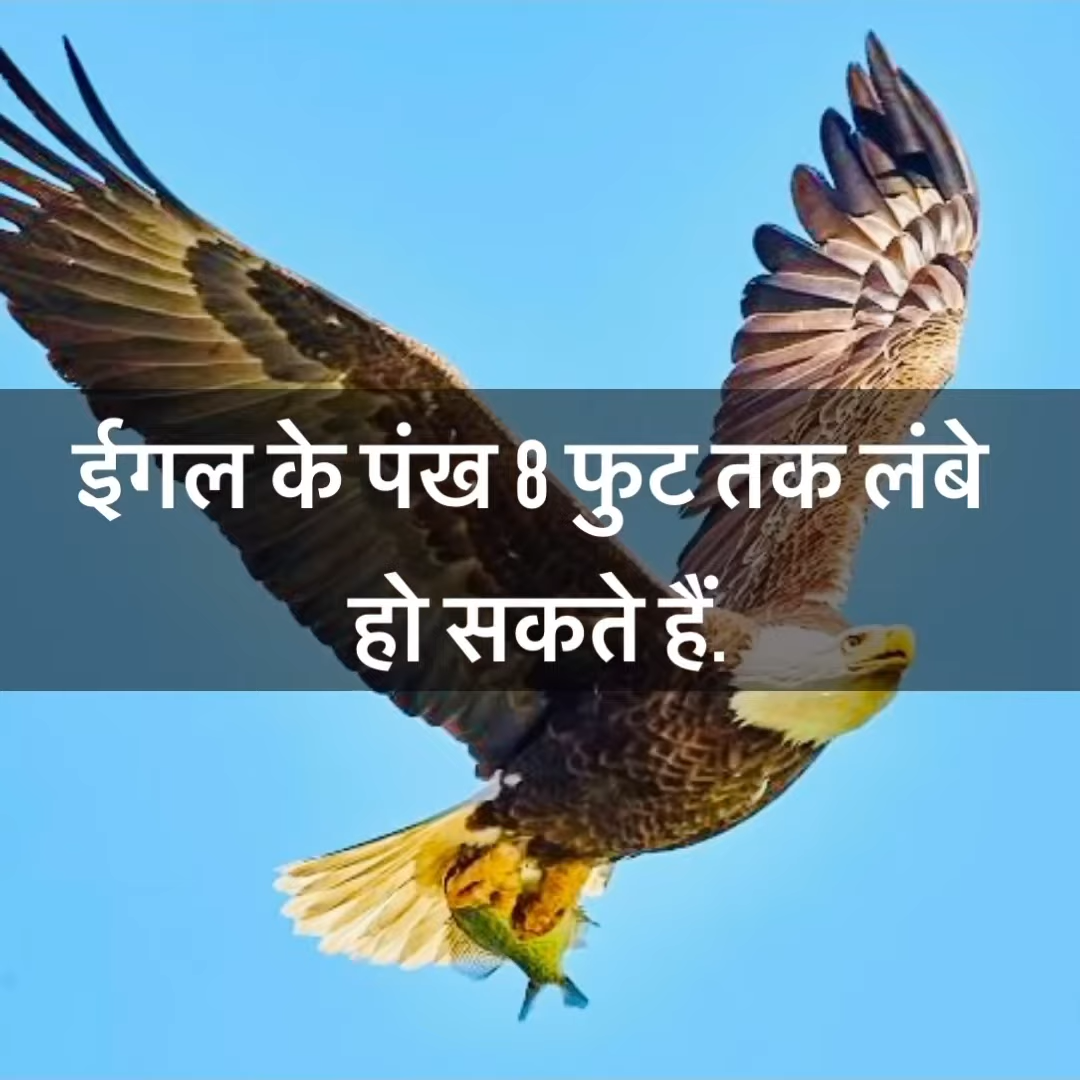 ईगल के पंख 8 फुट तक लंबे
हो सकते हैं.